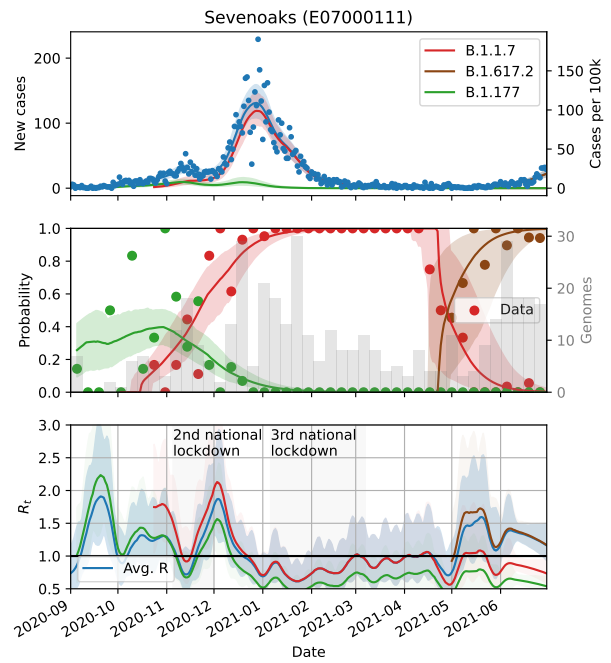 Sevenoaks (E07000111)
New cases
200
100
0
Cases per 100k
150
100
50
0
B.1.1.7
B.1.617.2
B.1.177
Probability
1.0
0.8
0.6
0.4
0.2
0.0
Genomes
30
20
10
0
Data
Rt
3.0
2.5
2.0
1.5
1.0
0.5
2nd national
lockdown
3rd national
lockdown
Avg. R
2020-09
2020-10
2020-11
2020-12
2021-01
2021-02
2021-03
2021-04
2021-05
2021-06
Date